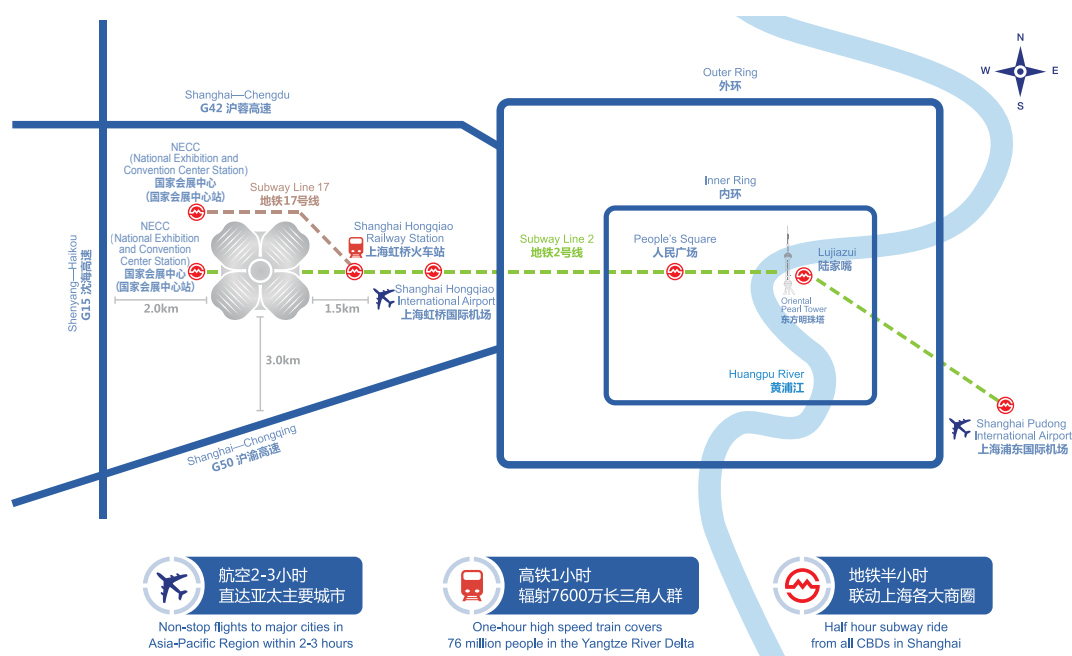 N
W
E
S
Outer Ring
外环
Shanghai—Chengdu
G42 沪蓉高速
NECC
(National Exhibition and
Convention Center Station)
国家会展中心
(国家会展中心站)
Subway Line 17
地铁17号线
Inner Ring
内环
NECC
(National Exhibition
and Convention
Center Station)
国家会展中心
(国家会展中心站)
Shanghai Hongqiao
Railway Station
上海虹桥火车站
Subway Line 2
地铁2号线
People's Square
人民广场
Lujiazui
陆家嘴
Shenyang—Haikou
G15 沈海高速
2.0km
1.5km
3.0km
Shanghai Hongqiao
International Airport
上海虹桥国际机场
Oriental
Pearl Tower
东方明珠塔
Huangpu River
黄浦江
Shanghai—Chongqing
G50 沪渝高速
Shanghai Pudong
International Airport
上海浦东国际机场
航空2-3小时
直达亚太主要城市
Non-stop flights to major cities in
Asia-Pacific Region within 2-3 hours
高铁1小时
辐射7600万长三角人群
One-hour high speed train covers
76 million people in the Yangtze River Delta
地铁半小时
联动上海各大商圈
Half hour subway ride
from all CBDs in Shanghai